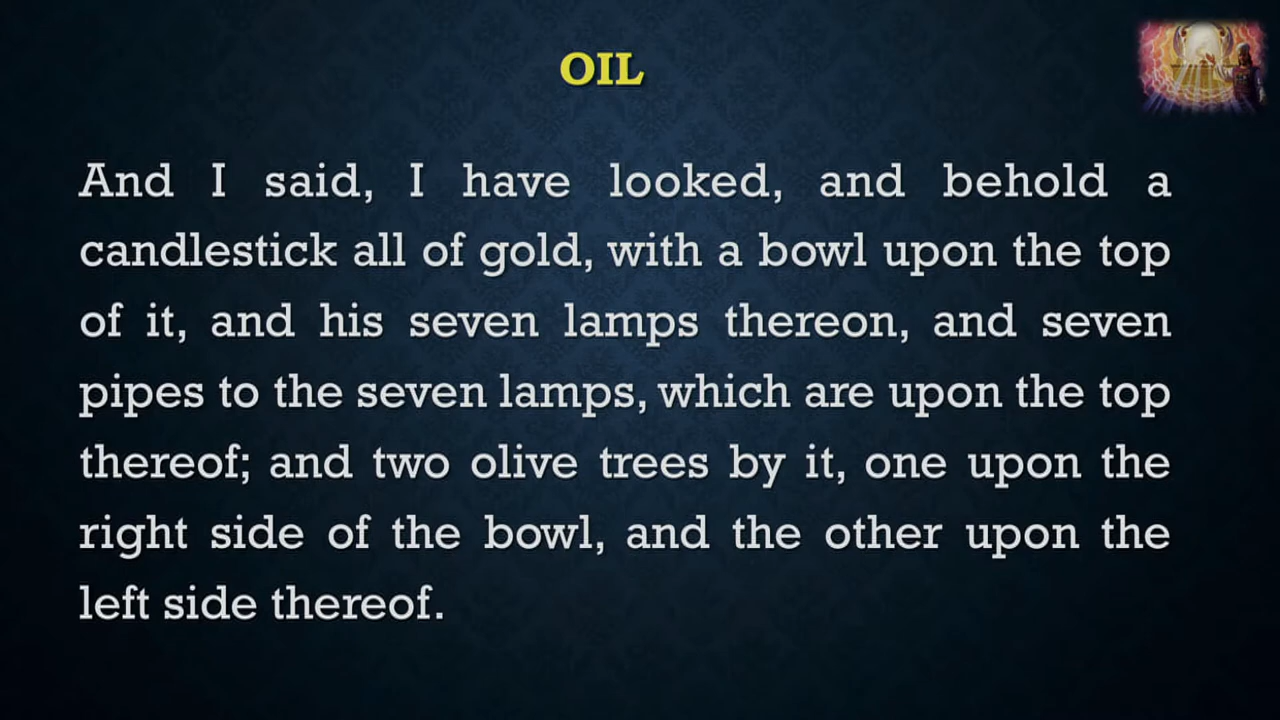 OIL
And I said, I have looked, and behold a
candlestick all of gold, with a bowl upon the top
of it, and his seven lamps thereon, and seven
pipes to the seven lamps, which are upon the top
thereof; and two olive trees by it, one upon the
right side of the bowl, and the other upon the
left side thereof.